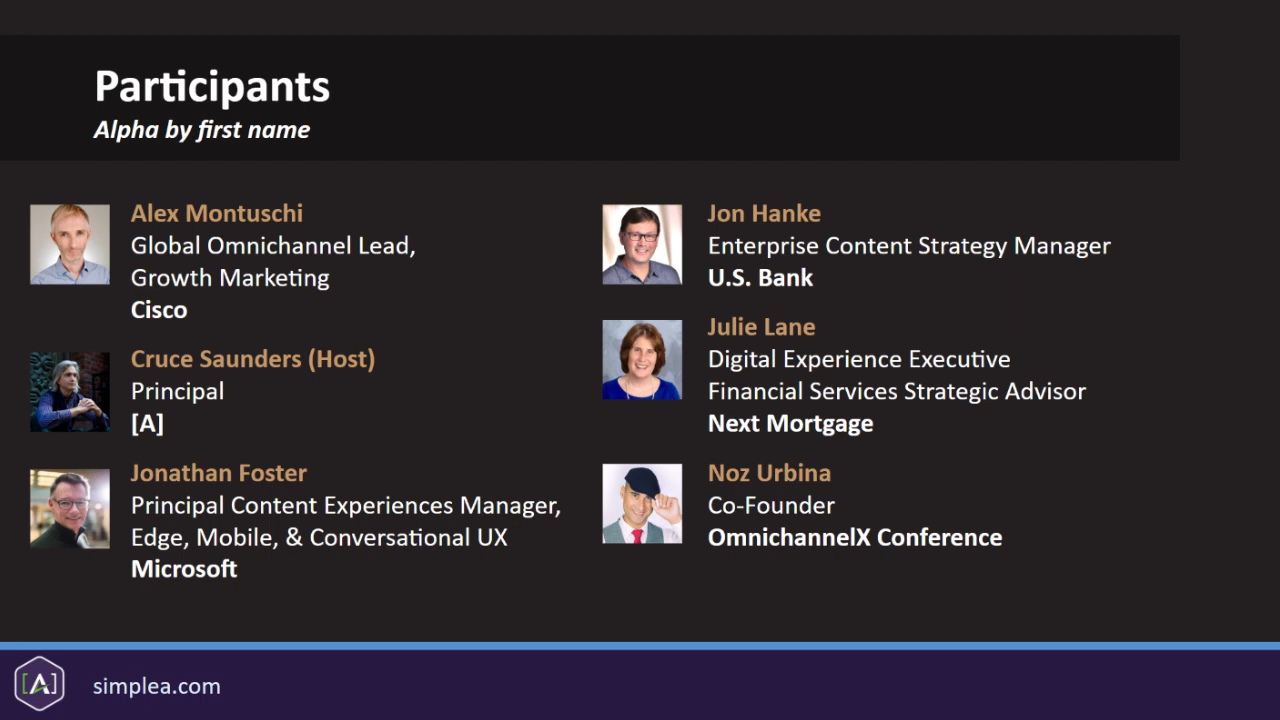 Participants
Alpha by first name
Alex Montuschi
Global Omnichannel Lead,
Growth Marketing
Cisco
Cruce Saunders (Host)
Principal
[A]
Jonathan Foster
Principal Content Experiences Manager,
Edge, Mobile, & Conversational UX
Microsoft
Jon Hanke
Enterprise Content Strategy Manager
U.S. Bank
Julie Lane
Digital Experience Executive
Financial Services Strategic Advisor
Next Mortgage
Noz Urbina
Co-Founder
OmnichannelX Conference
[A]
simplea.com